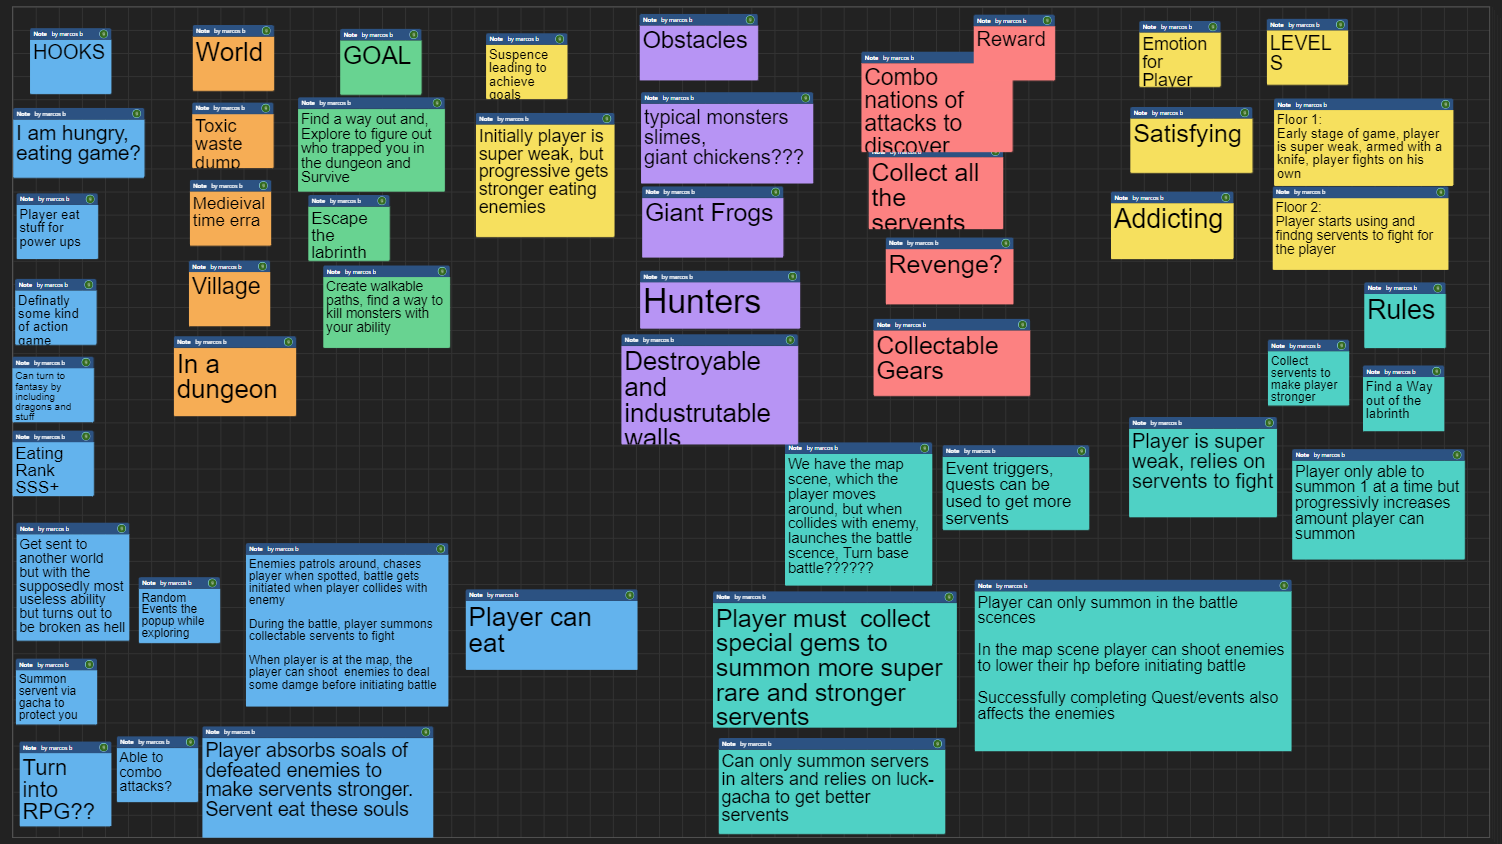 Note by marcos b
HOOKS
Note by marcos b
I am hungry,
eating game?
Note by marcos b
Player eat
stuff for
power ups
Note by marcos b
Definatly
some kind
of action
game
Note by marcos b
Can turn to
fantasy by
including
dragons and
stuff
Note by marcos b
Eating
Rank
SSS+
Note by marcos b
Get sent to
another world
but with the
supposedly most
useless ability
but turns out to
be broken as hell
Note by marcos b
Random
Events the
popup while
exploring
Note by marcos b
Summon
servent via
gacha to
protect you
Note by marcos b
Turn
into
RPG??
Note by marcos b
Able to
combo
attacks?
Note by marcos b
Player absorbs soals of
defeated enemies to
make servents stronger.
Servent eat these souls
Note by marcos b
Enemies patrols around, chases
player when spotted, battle gets
initiated when player collides with
enemy
During the battle, player summons
collectable servents to fight
When player is at the map, the
player can shoot enemies to deal
some damge before initiating battle
Note by marcos b
Player can
eat
Note by marcos b
World
Note by marcos b
Toxic
waste
dump
Note by marcos b
Medieival
time erra
Note by marcos b
Village
Note by marcos b
In a
dungeon
Note by marcos b
GOAL
Note by marcos b
Find a way out and,
Explore to figure out
who trapped you in
the dungeon and
Survive
Note by marcos b
Escape
the
labrinth
Note by marcos b
Create walkable
paths, find a way to
kill monsters with
your ability
Note by marcos b
Suspence
leading to
achieve
goals
Note by marcos b
Initially player is
super weak, but
progressive gets
stronger eating
enemies
Note by marcos b
Obstacles
Note by marcos b
typical monsters
slimes,
giant chickens???
Note by marcos b
Giant Frogs
Note by marcos b
Hunters
Note by marcos b
Destroyable
and
industrutable
walls
Note by marcos b
Reward
Note by marcos b
Combo
nations of
attacks to
discover
Note by marcos b
Collect all
the
servents
Note by marcos b
Revenge?
Note by marcos b
Collectable
Gears
Note by marcos b
Emotion
for
Player
Note by marcos b
Satisfying
Note by marcos b
Addicting
Note by marcos b
LEVEL
S
Note by marcos b
Floor 1:
Early stage of game, player
is super weak, armed with a
knife, player fights on his
own
Note by marcos b
Floor 2:
Player starts using and
findng servents to fight for
the player
Note by marcos b
Rules
Note by marcos b
Collect
servents to
make player
stronger
Note by marcos b
Find a Way
out of the
labrinth
Note by marcos b
Player is super
weak, relies on
servents to fight
Note by marcos b
Player only able to
summon 1 at a time but
progressivly increases
amount player can
summon
Note by marcos b
We have the map
scene, which the
player moves
around, but when
collides with enemy,
launches the battle
scence, Turn base
battle??????
Note by marcos b
Event triggers,
quests can be
used to get more
servents
Note by marcos b
Player must collect
special gems to
summon more super
rare and stronger
servents
Note by marcos b
Player can only summon in the battle
scences
In the map scene player can shoot enemies
to lower their hp before initiating battle
Successfully completing Quest/events also
affects the enemies
Note by marcos b
Can only summon servers
in alters and relies on luck-
gacha to get better
servents